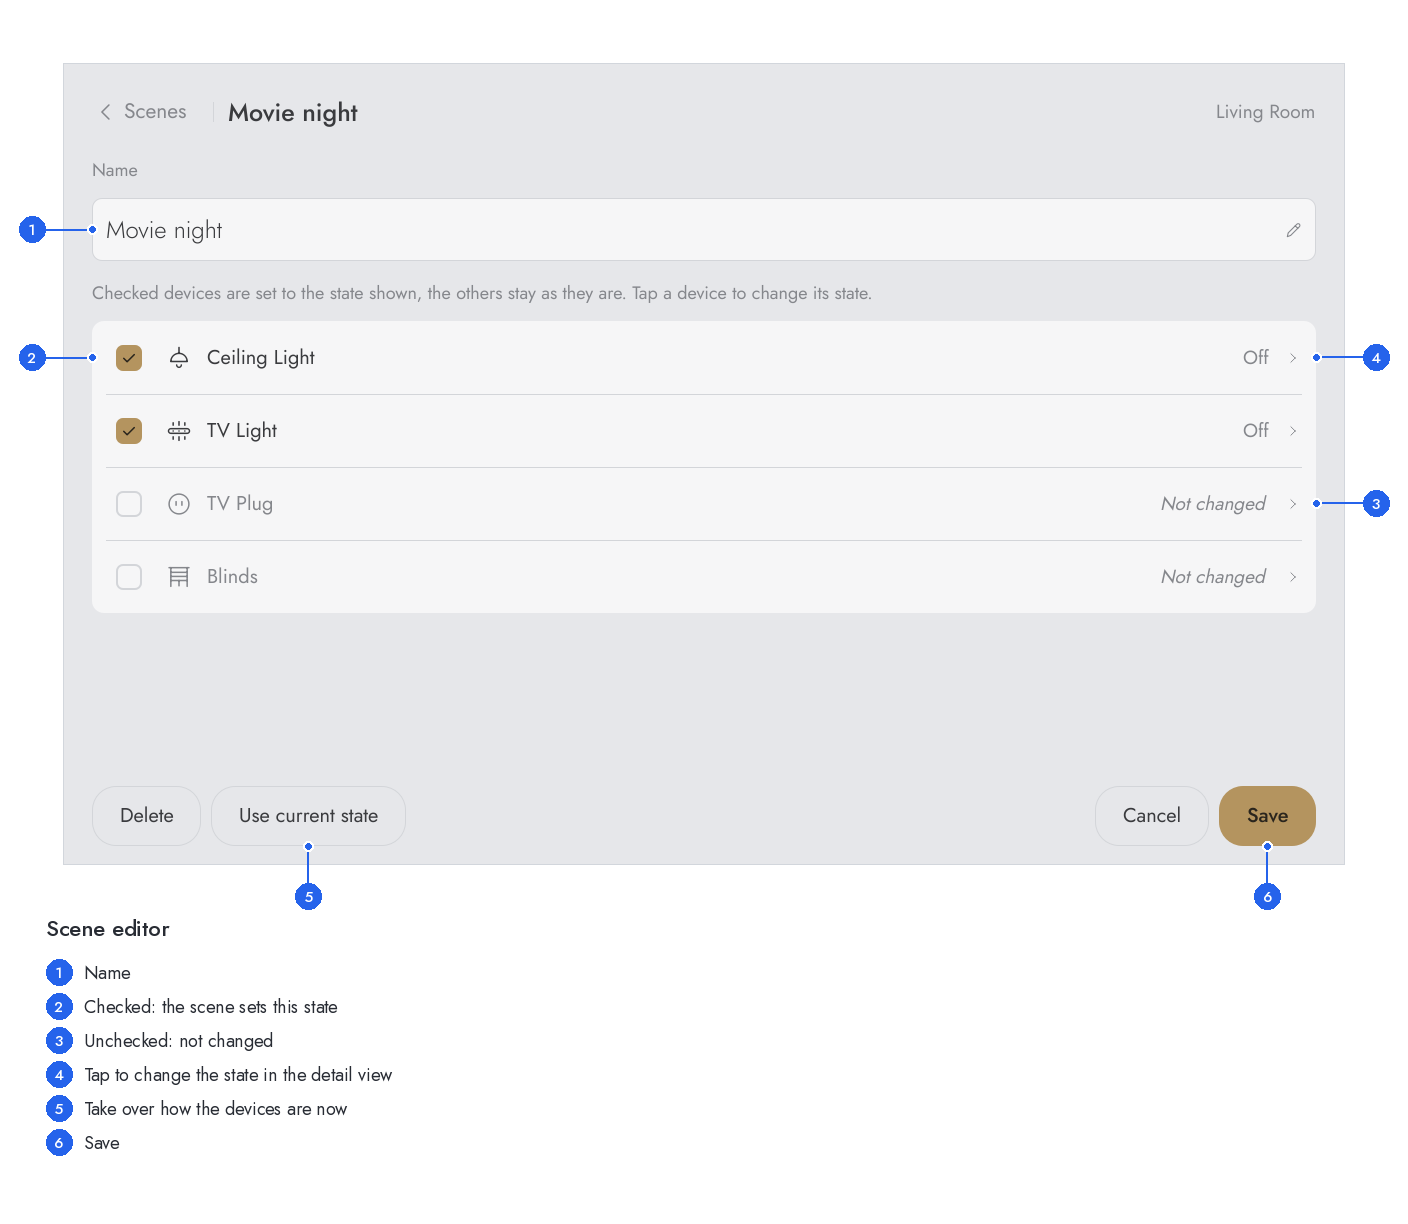 Scenes
Movie night
Living Room
Name
1
Movie night
Checked devices are set to the state shown, the others stay as they are. Tap a device to change its state.
2
Ceiling Light
Off
4
TV Light
Off
TV Plug
Not changed
3
Blinds
Not changed
Delete
Use current state
Cancel
Save
5
6
Scene editor
1 Name
2 Checked: the scene sets this state
3 Unchecked: not changed
4 Tap to change the state in the detail view
5 Take over how the devices are now
6 Save